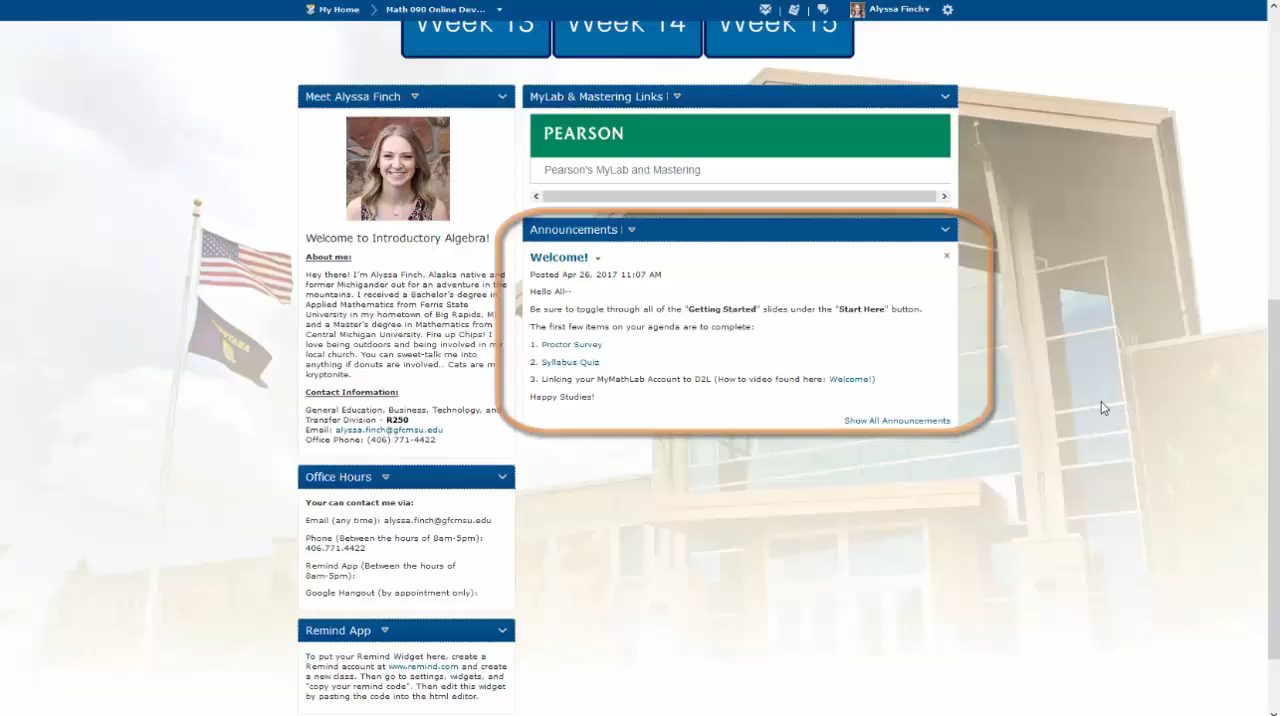 My Home
Math 090 Online Dev...
Alyssa Finch
Week 13
Week 14
Week 15
Meet Alyssa Finch
Welcome to Introductory Algebra!
About me:
Hey there! I'm Alyssa Finch, Alaska native and
former Michigander out for an adventure in the
mountains. I received a Bachelor's degree in
Applied Mathematics from Ferris State
University in my hometown of Big Rapids, M
and a Master's degree in Mathematics from
Central Michigan University. Fire up Chips! I
love being outdoors and being involved in my
local church. You can sweet-talk me into
anything if donuts are involved... Cats are my
kryptonite.
Contact Information:
General Education, Business, Technology, and
Transfer Division - R250
Email: alyssa.finch@gfcmsu.edu
Office Phone: (406) 771-4422
Office Hours
Your can contact me via:
Email (any time): alyssa.finch@gfcmsu.edu
Phone (Between the hours of 8am-5pm):
406.771.4422
Remind App (Between the hours of
8am-5pm):
Google Hangout (by appointment only):
Remind App
To put your Remind Widget here, create a
Remind account at www.remind.com and create
a new class. Then go to settings, widgets, and
"copy your remind code". Then edit this widget
by pasting the code into the html editor.
MyLab & Mastering Links
PEARSON
Pearson's MyLab and Mastering
Announcements
Welcome!
Posted Apr 26, 2017 11:07 AM
Hello All--
Be sure to toggle through all of the "Getting Started" slides under the "Start Here" button.
The first few items on your agenda are to complete:
1. Proctor Survey
2. Syllabus Quiz
3. Linking your MyMathLab Account to D2L (How to video found here: Welcome!)
Happy Studies!
Show All Announcements